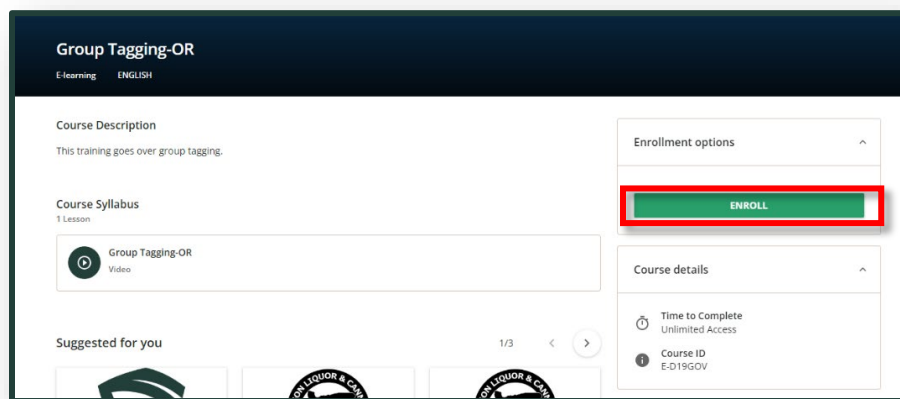 Group Tagging-OR
E-learning ENGLISH
Course Description
This training goes over group tagging.
Course Syllabus
1 Lesson
Group Tagging-OR
Video
Suggested for you
1/3
Enrollment options
ENROLL
Course details
Time to Complete
Unlimited Access
Course ID
E-D19GOV
LIQUOR &
LIQUOR &